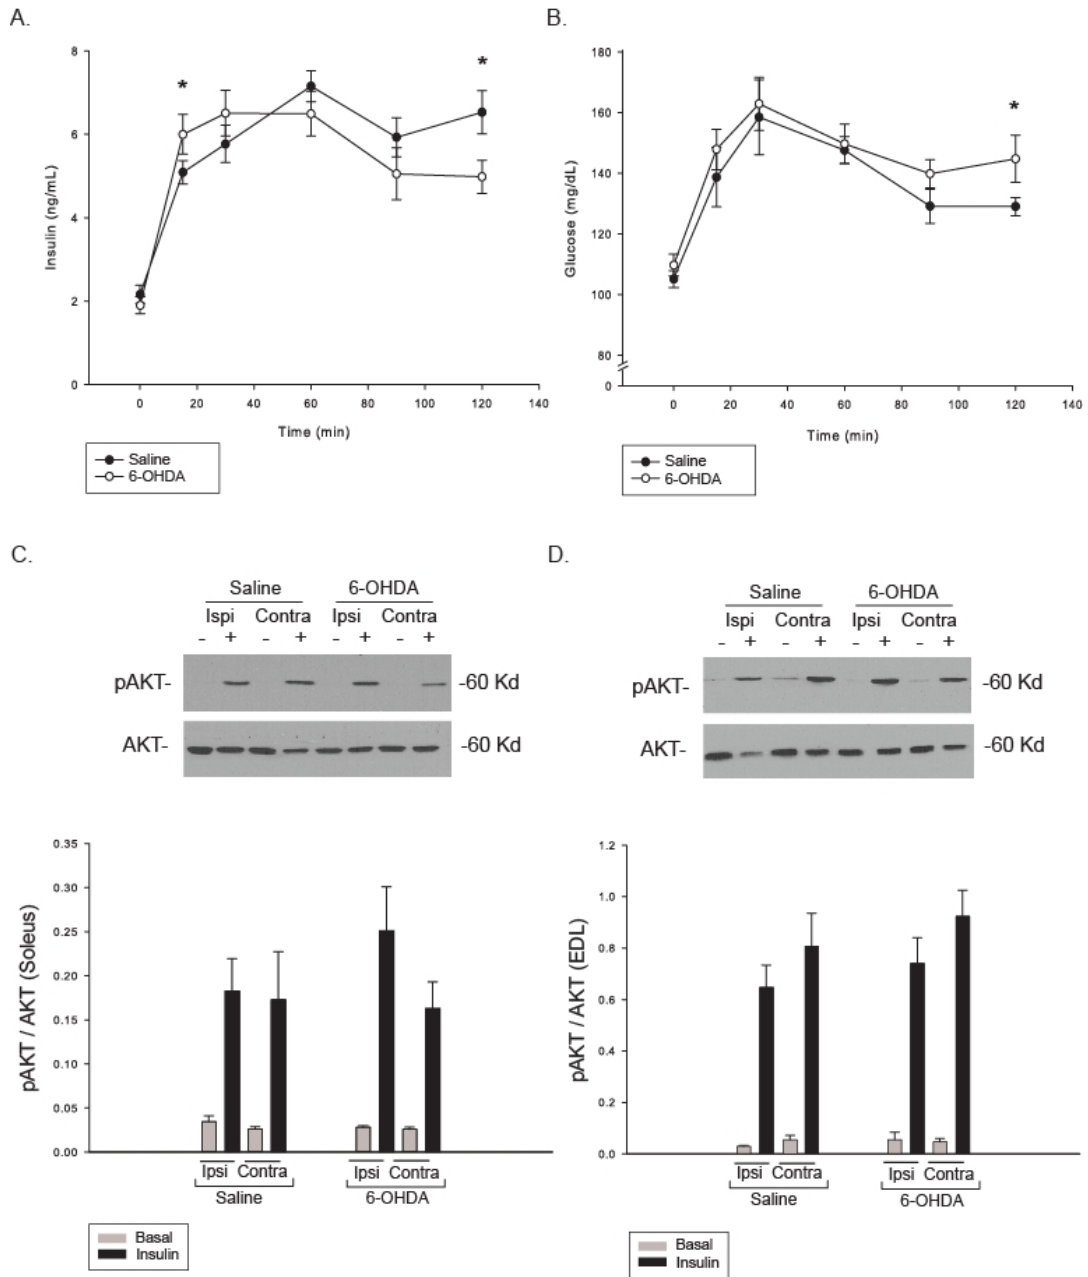 A.
8
6
4
2
0
Insulin (ng/mL)
*
*
0 20 40 60 80 100 120 140
Time (min)
Saline
6-OHDA
B.
180
160
140
120
100
80
0
Glucose (mg/dL)
*
0 20 40 60 80 100 120 140
Time (min)
Saline
6-OHDA
C.
Saline 6-OHDA
Ispi Contra Ipsi Contra
- + - + - + - +
pAKT- -60 Kd
AKT- -60 Kd
0.35
0.30
0.25
0.20
0.15
0.10
0.05
0.00
pAKT / AKT (Soleus)
Ipsi Contra Ipsi Contra
Saline 6-OHDA
Basal
Insulin
D.
Saline 6-OHDA
Ispi Contra Ipsi Contra
- + - + - + - +
pAKT- -60 Kd
AKT- -60 Kd
1.2
1.0
0.8
0.6
0.4
0.2
0.0
pAKT / AKT (EDL)
Ipsi Contra Ipsi Contra
Saline 6-OHDA
Basal
Insulin